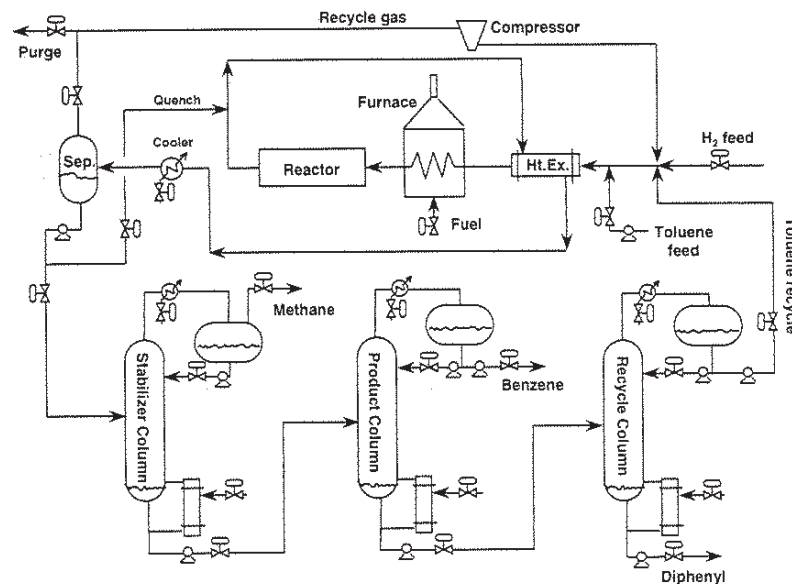 Recycle gas
Compressor
Purge
Quench
Furnace
H₂ feed
Cooler
Sep.
Reactor
Ht.Ex.
Fuel
Toluene
feed
Toluene recycle
Methane
Benzene
Stabilizer Column
Product Column
Recycle Column
Diphenyl